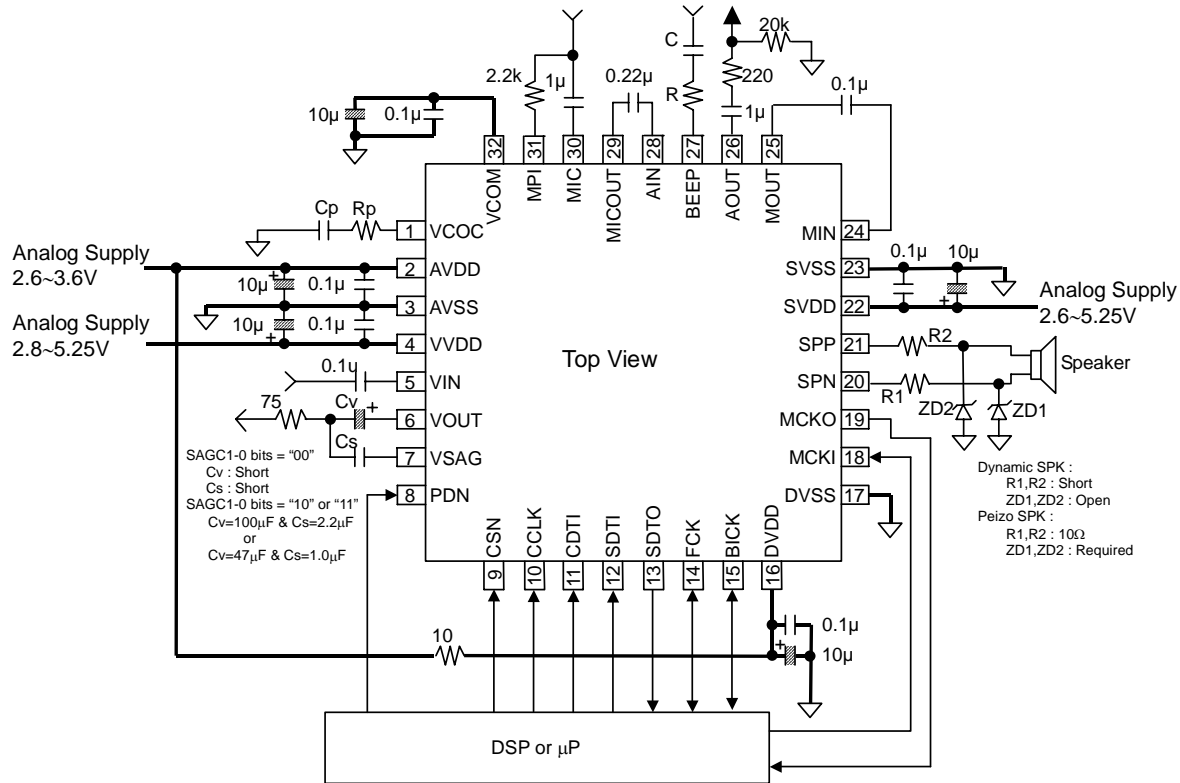 20k
C
220
2.2k
1µ
0.22µ
R
1µ
0.1µ
10µ
0.1µ
32
31
30
29
28
27
26
25
VCOM
MPI
MIC
MICOUT
AIN
BEEP
AOUT
MOUT
Cp
Rp
1
VCOC
MIN
24
Analog Supply
2.6~3.6V
2
AVDD
10µ
0.1µ
+
SVSS
23
0.1µ
10µ
+
3
AVSS
SVDD
22
Analog Supply
2.6~5.25V
Analog Supply
2.8~5.25V
10µ
0.1µ
+
4
VVDD
Top View
SPP
21
R2
Speaker
0.1u
5
VIN
SPN
20
R1
ZD2
ZD1
75
Cv
+
6
VOUT
MCKO
19
Cs
7
VSAG
MCKI
18
8
PDN
DVSS
17
SAGC1-0 bits = “00”
Cv : Short
Cs : Short
SAGC1-0 bits = “10” or “11”
Cv=100µF & Cs=2.2µF
or
Cv=47µF & Cs=1.0µF
Dynamic SPK :
R1,R2 : Short
ZD1,ZD2 : Open
Peizo SPK :
R1,R2 : 10Ω
ZD1,ZD2 : Required
CSN
CCLK
CDTI
SDTI
SDTO
FCK
BICK
DVDD
9
10
11
12
13
14
15
16
10
0.1µ
+
10µ
DSP or µP